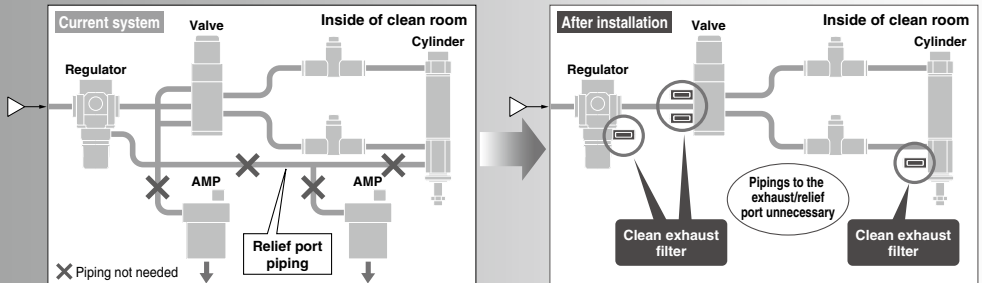 Current system
Inside of clean room
Valve
Cylinder
Regulator
AMP
AMP
Relief port
piping
Piping not needed
After installation
Inside of clean room
Valve
Cylinder
Regulator
Pipings to the
exhaust/relief
port unnecessary
Clean exhaust
filter
Clean exhaust
filter